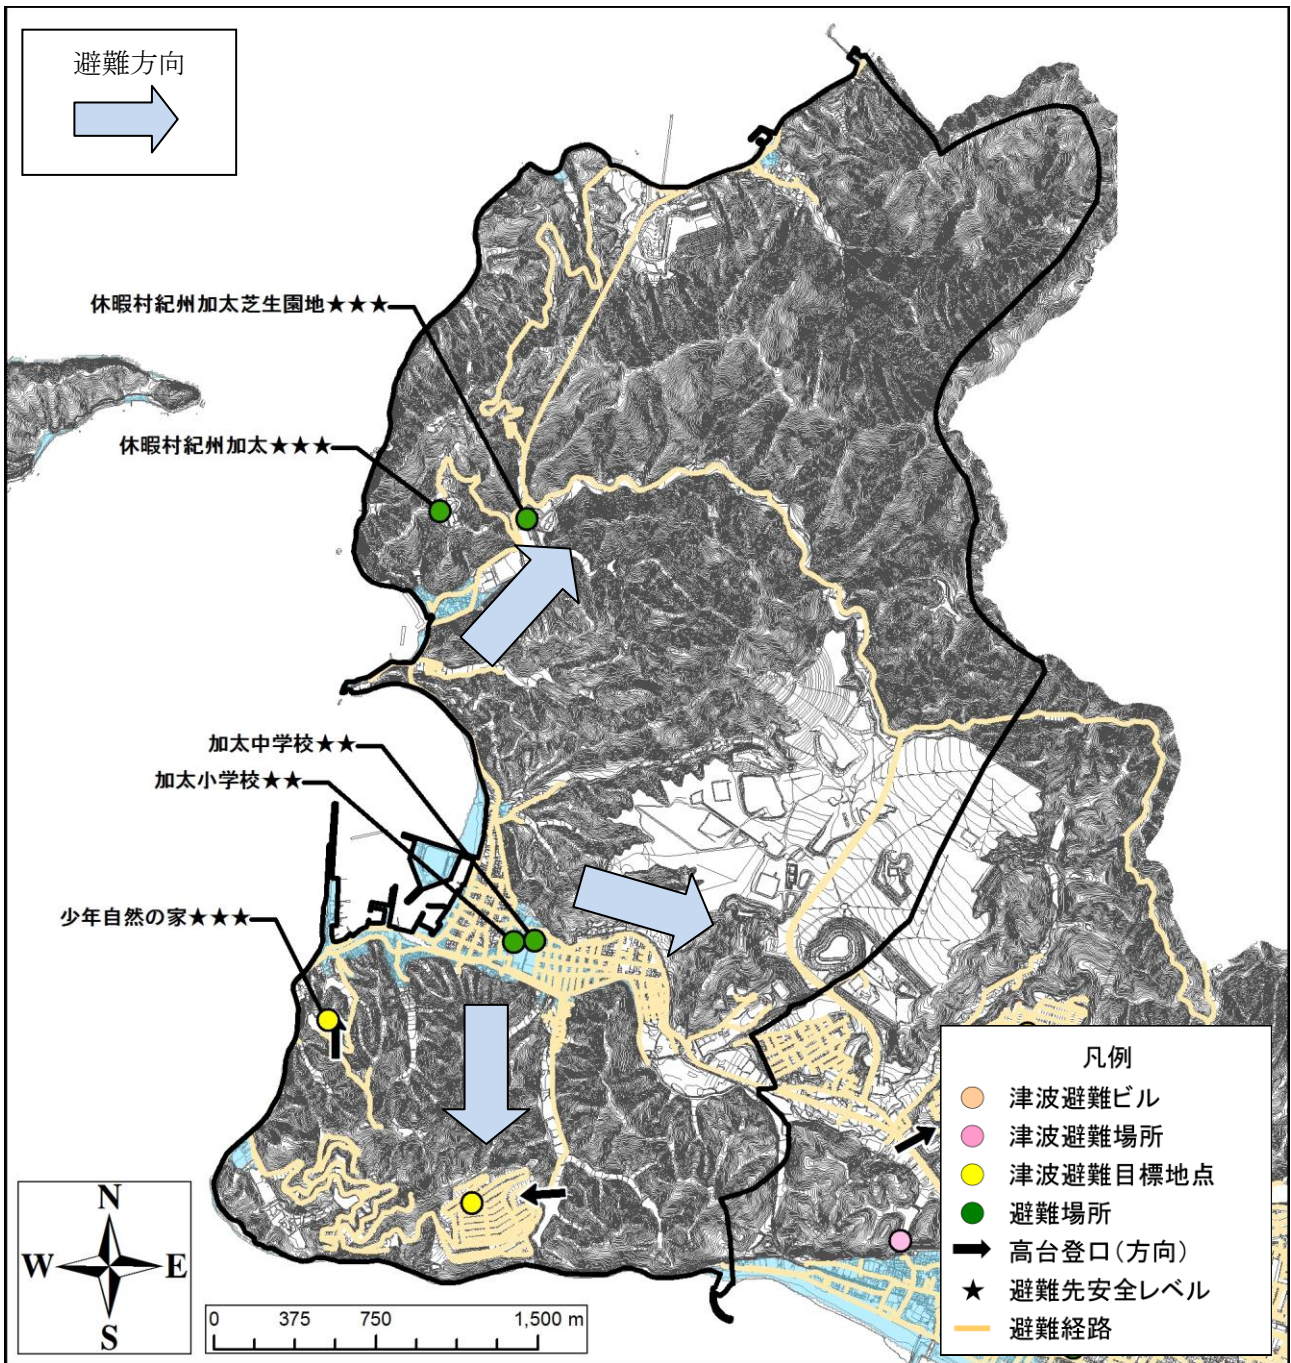 避難方向
休暇村紀州加太芝生園地★★★
休暇村紀州加太★★★
加太中学校★★
加太小学校★★
少年自然の家★★★
凡例
津波避難ビル
津波避難場所
津波避難目標地点
避難場所
高台登口(方向)
★ 避難先安全レベル
避難経路
N
W E
S
0 375 750 1,500 m